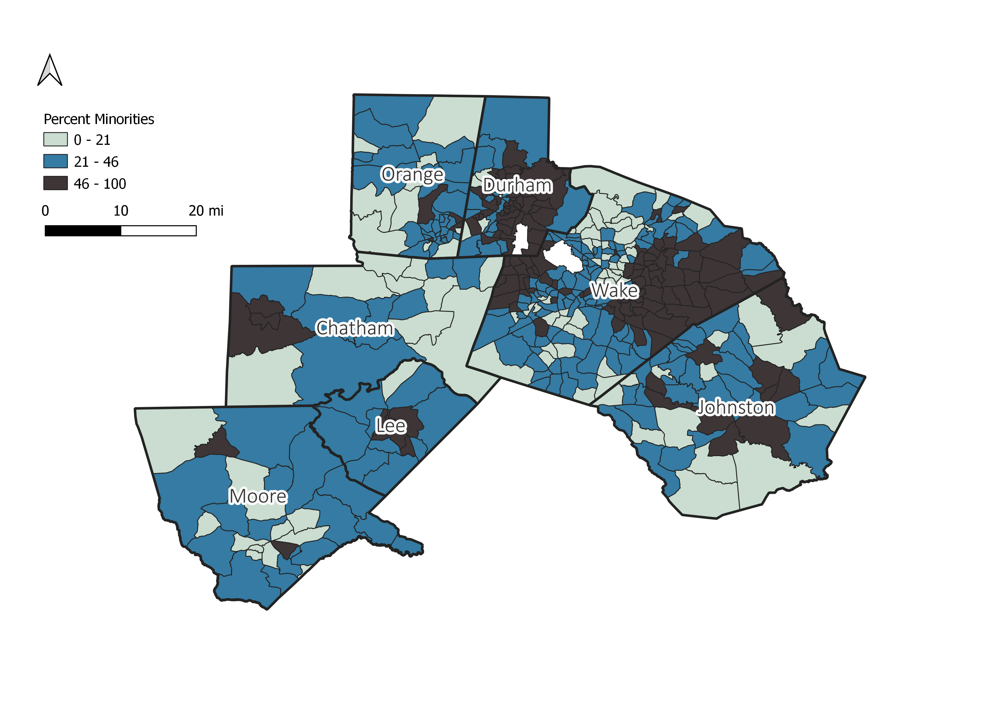 Percent Minorities
0 - 21
21 - 46
46 - 100
0 10 20 mi
Orange
Durham
Wake
Chatham
Johnston
Lee
Moore